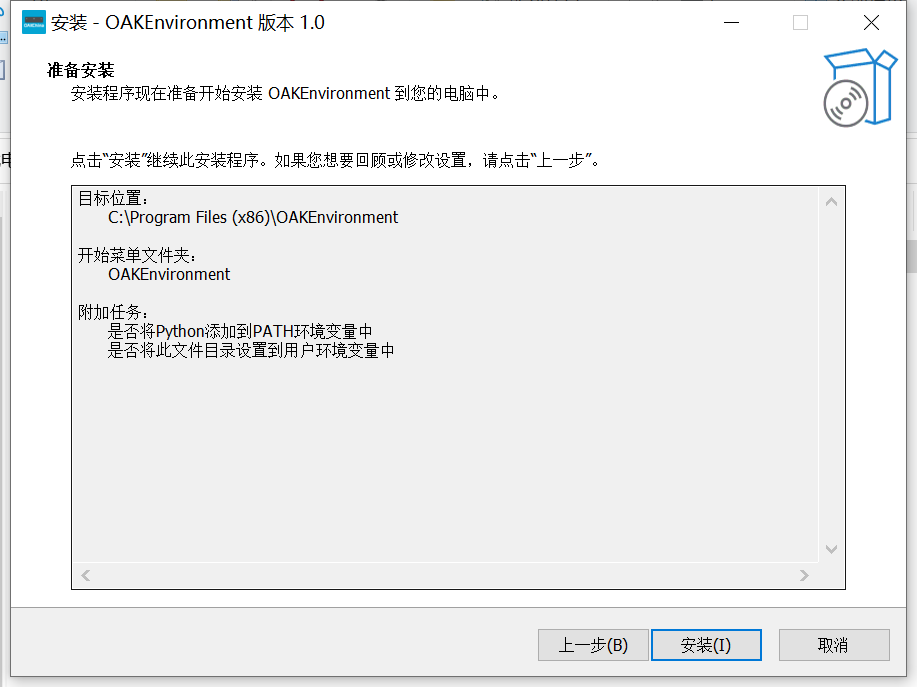 安装 - OAKEnvironment 版本 1.0
准备安装
安装程序现在准备开始安装 OAKEnvironment 到您的电脑中。
点击“安装”继续此安装程序。如果您想要回顾或修改设置，请点击“上一步”。
目标位置：
C:\Program Files (x86)\OAKEnvironment
开始菜单文件夹：
OAKEnvironment
附加任务：
是否将Python添加到PATH环境变量中
是否将此文件目录设置到用户环境变量中
上一步(B)
安装(I)
取消